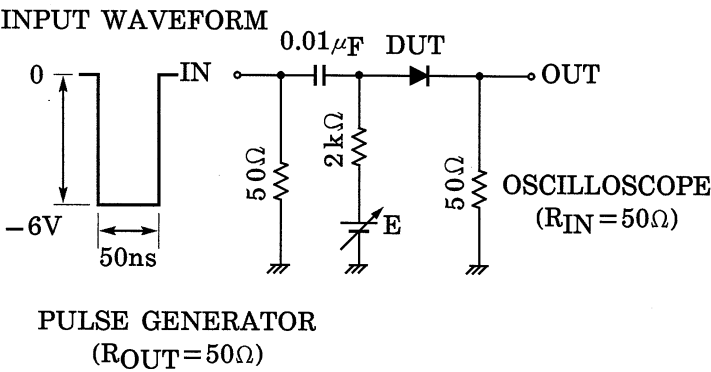 INPUT WAVEFORM
0.01μF DUT
0 IN OUT
50Ω
2kΩ
50Ω
OSCILLOSCOPE
(RIN=50Ω)
E
−6V
50ns
PULSE GENERATOR
(ROUT=50Ω)